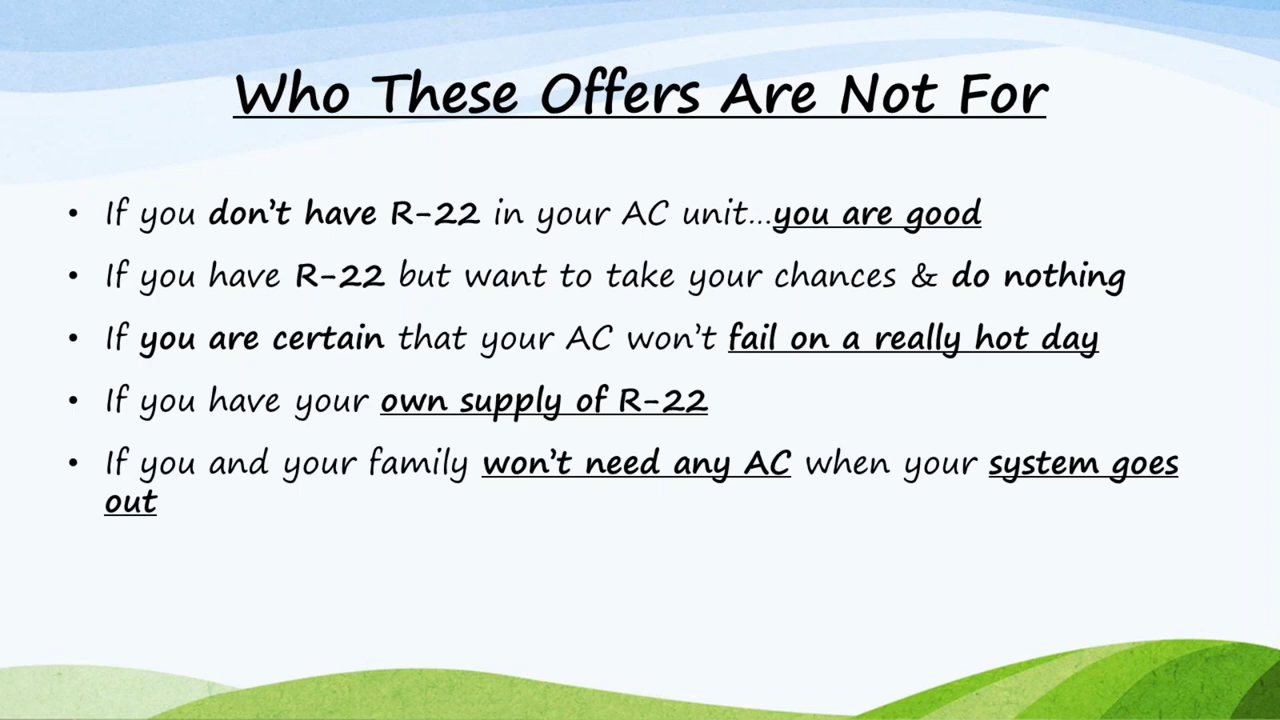 Who These Offers Are Not For
• If you don't have R-22 in your AC unit...you are good
• If you have R-22 but want to take your chances & do nothing
• If you are certain that your AC won't fail on a really hot day
• If you have your own supply of R-22
• If you and your family won't need any AC when your system goes
out